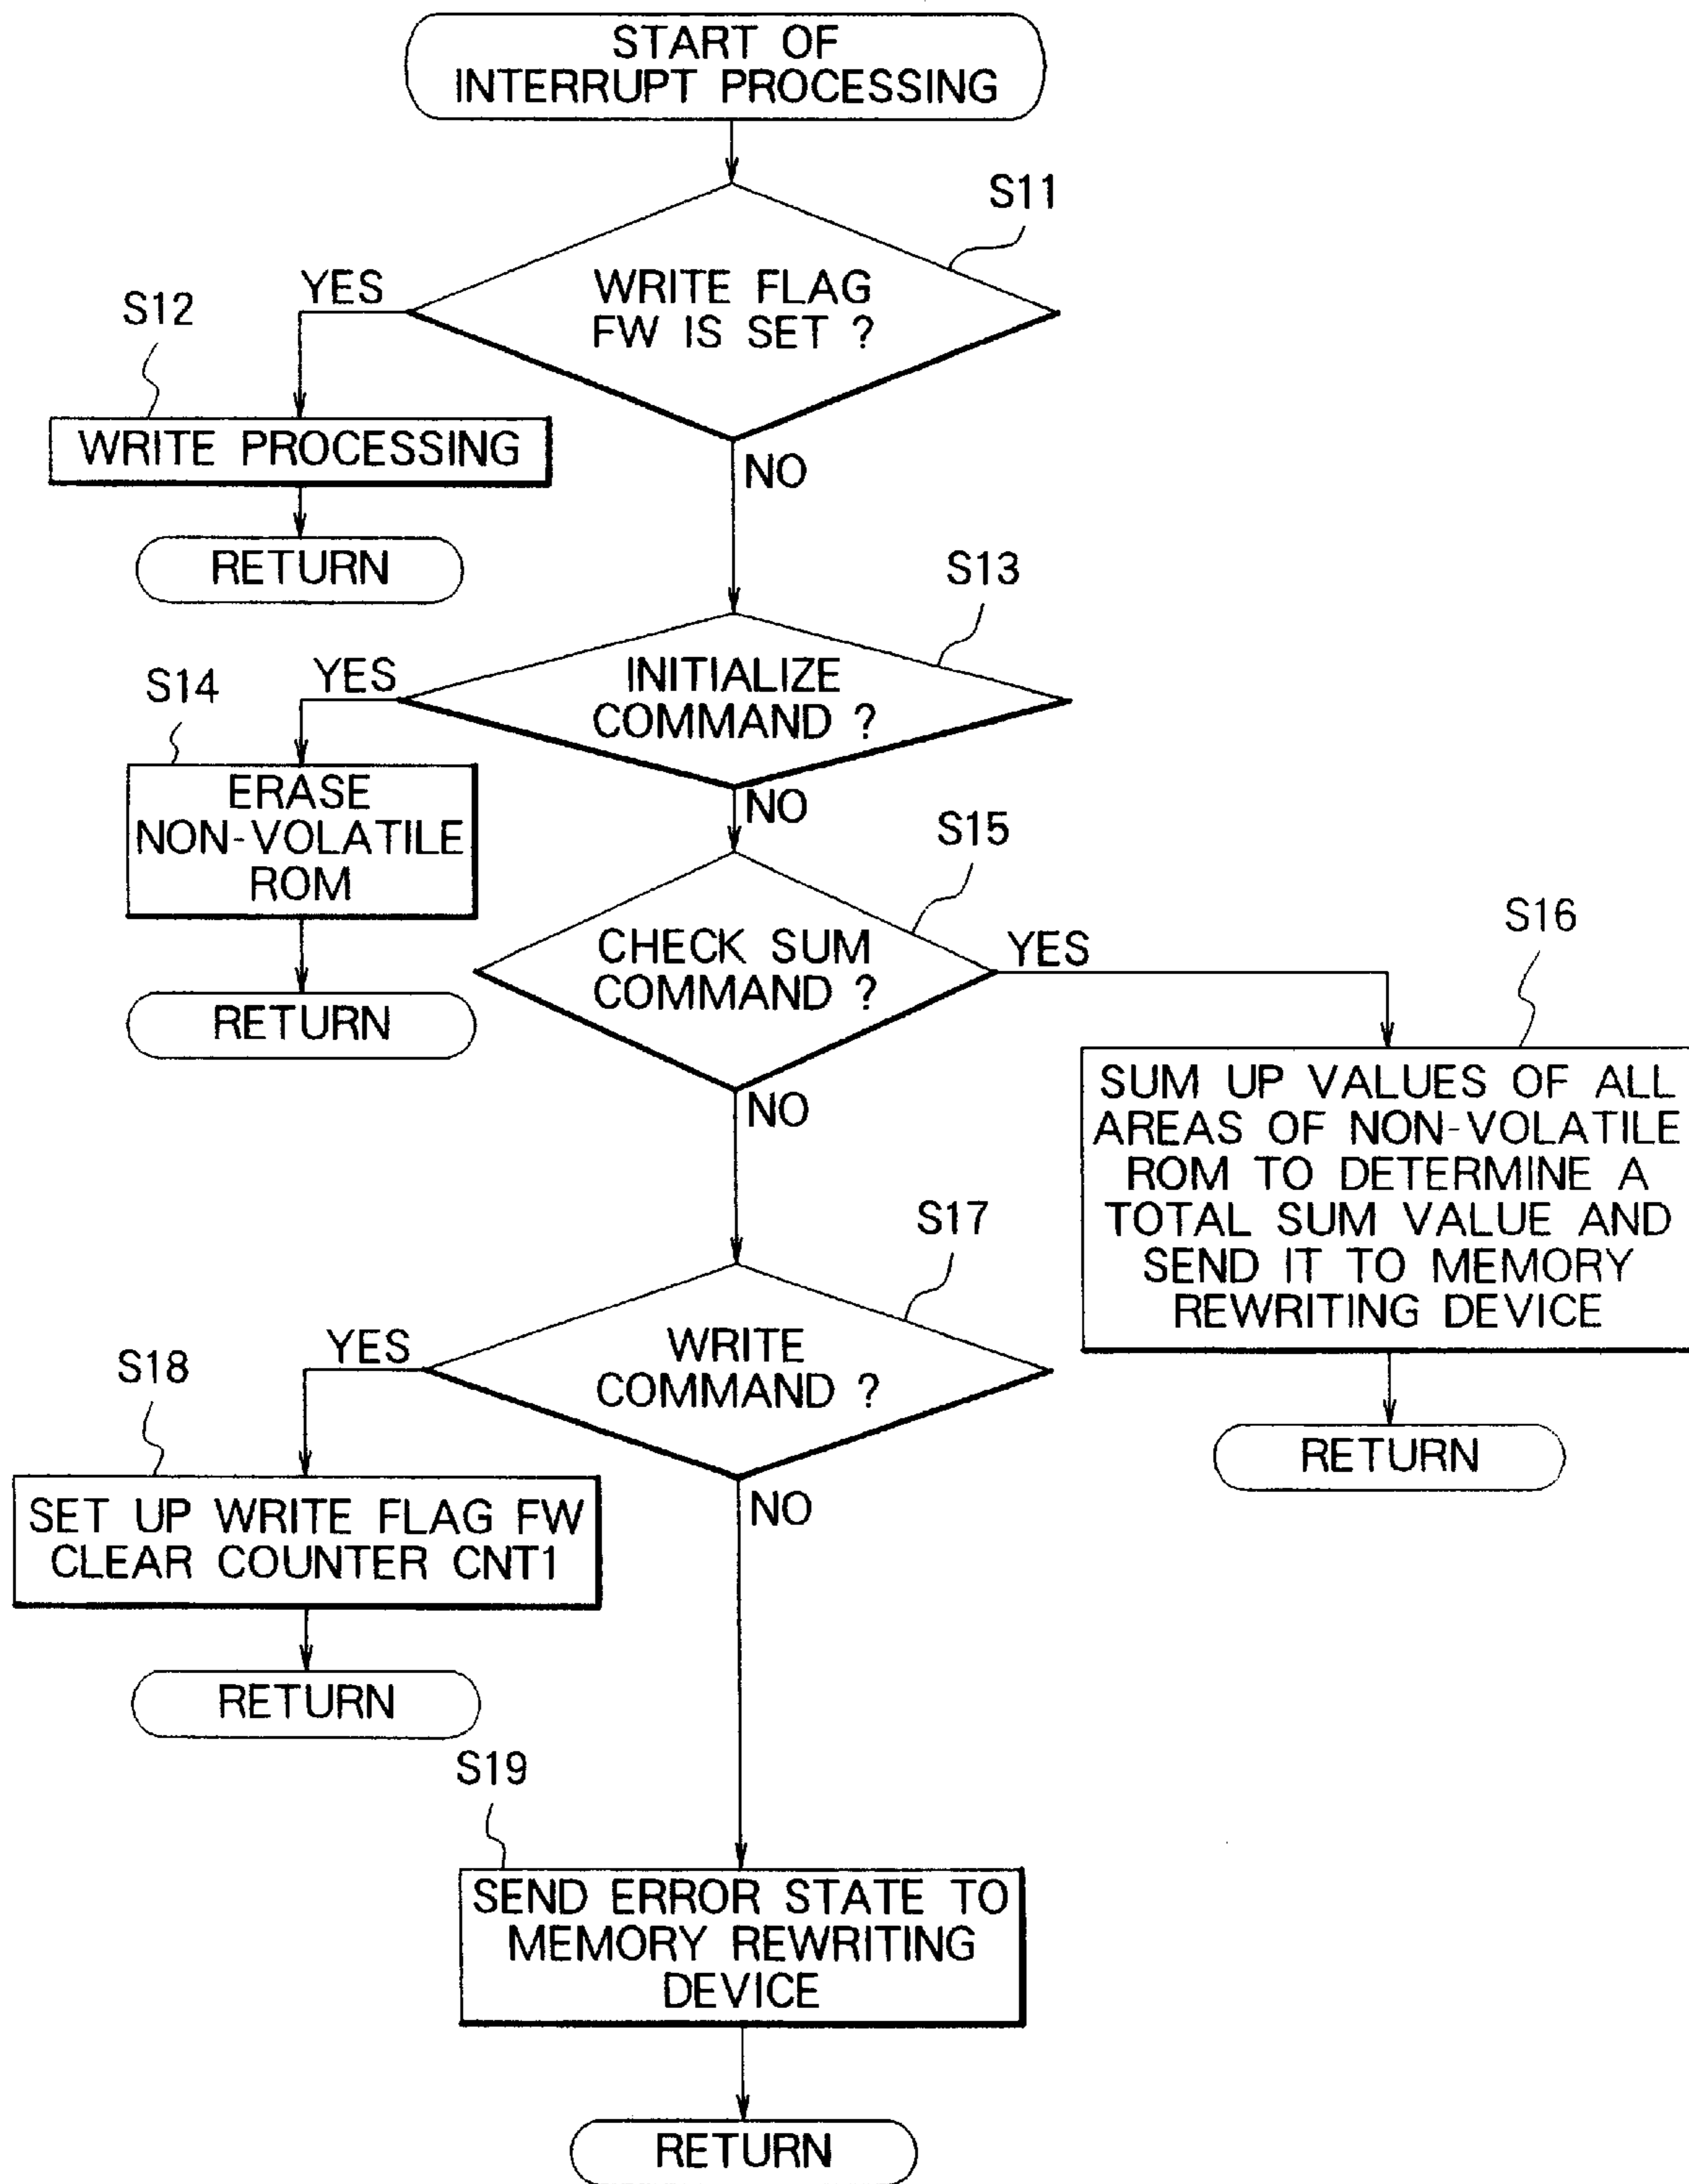 START OF
INTERRUPT PROCESSING
S11
WRITE FLAG
FW IS SET ?
YES
S12
WRITE PROCESSING
RETURN
NO
S13
INITIALIZE
COMMAND ?
YES
S14
ERASE
NON-VOLATILE
ROM
RETURN
NO
S15
CHECK SUM
COMMAND ?
YES
S16
SUM UP VALUES OF ALL
AREAS OF NON-VOLATILE
ROM TO DETERMINE A
TOTAL SUM VALUE AND
SEND IT TO MEMORY
REWRITING DEVICE
RETURN
NO
S17
WRITE
COMMAND ?
YES
S18
SET UP WRITE FLAG FW
CLEAR COUNTER CNT1
RETURN
NO
S19
SEND ERROR STATE TO
MEMORY REWRITING
DEVICE
RETURN